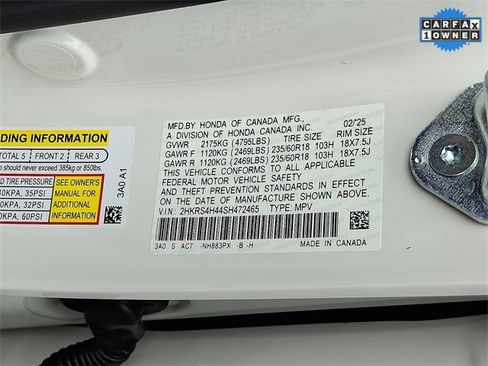 CARFAX
1 OWNER
MFD.BY HONDA OF CANADA MFG., 02/25
A DIVISION OF HONDA CANADA INC.
GVWR 2175KG (4795LBS) TIRE SIZE RIM SIZE
GAWR F 1120KG (2469LBS) 235/60R18 103H 18X7.5J
GAWR R 1120KG (2469LBS) 235/60R18 103H 18X7.5J
THIS VEHICLE CONFORMS TO ALL APPLICABLE
FEDERAL MOTOR VEHICLE SAFETY STANDARDS IN EFFECT
ON THE DATE OF MANUFACTURE SHOWN ABOVE.
V.I.N: 2HKRS4H44SH472465 TYPE: MPV
3A0 S AC7 -NH883PX -B -H MADE IN CANADA
DING INFORMATION
TOTAL 5 FRONT 2 REAR 3
should never exceed 385kg or 850lbs.
D TIRE PRESSURE
0KPA, 35PSI
0KPA, 32PSI
0KPA, 60PSI
SEE OWNER'S
MANUAL FOR
ADDITIONAL
INFORMATION
3A0 A1